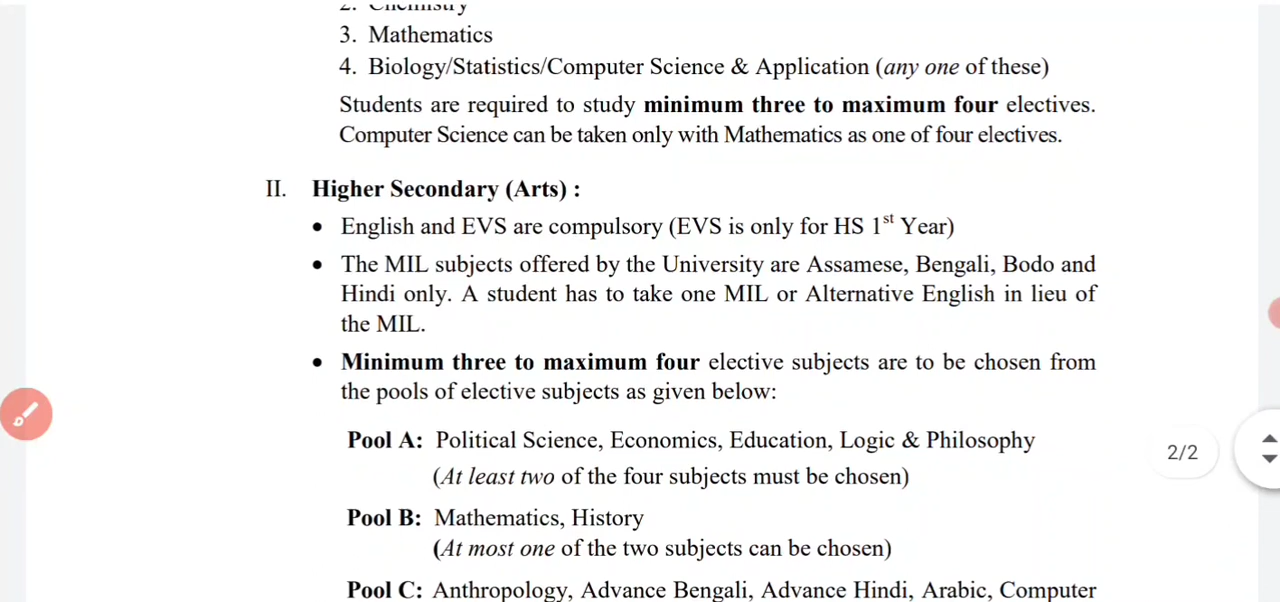 2. Chemistry
3. Mathematics
4. Biology/Statistics/Computer Science & Application (any one of these)
Students are required to study minimum three to maximum four electives.
Computer Science can be taken only with Mathematics as one of four electives.
II. Higher Secondary (Arts) :
• English and EVS are compulsory (EVS is only for HS 1st Year)
• The MIL subjects offered by the University are Assamese, Bengali, Bodo and
Hindi only. A student has to take one MIL or Alternative English in lieu of
the MIL.
• Minimum three to maximum four elective subjects are to be chosen from
the pools of elective subjects as given below:
Pool A: Political Science, Economics, Education, Logic & Philosophy
(At least two of the four subjects must be chosen)
2/2
Pool B: Mathematics, History
(At most one of the two subjects can be chosen)
Pool C: Anthropology, Advance Bengali, Advance Hindi, Arabic, Computer